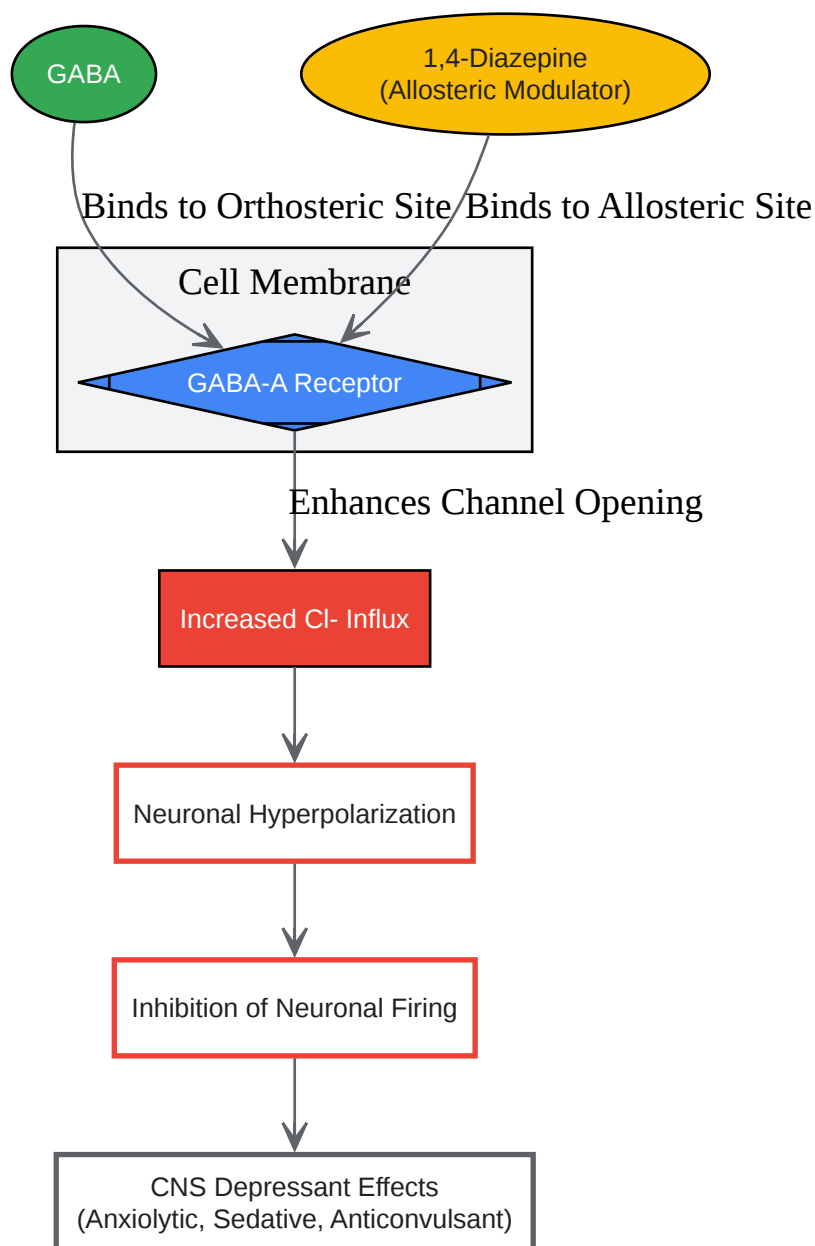 GABA
1,4-Diazepine
(Allosteric Modulator)
Binds to Orthosteric Site
Binds to Allosteric Site
Cell Membrane
GABA-A Receptor
Enhances Channel Opening
Increased Cl- Influx
Neuronal Hyperpolarization
Inhibition of Neuronal Firing
CNS Depressant Effects
(Anxiolytic, Sedative, Anticonvulsant)